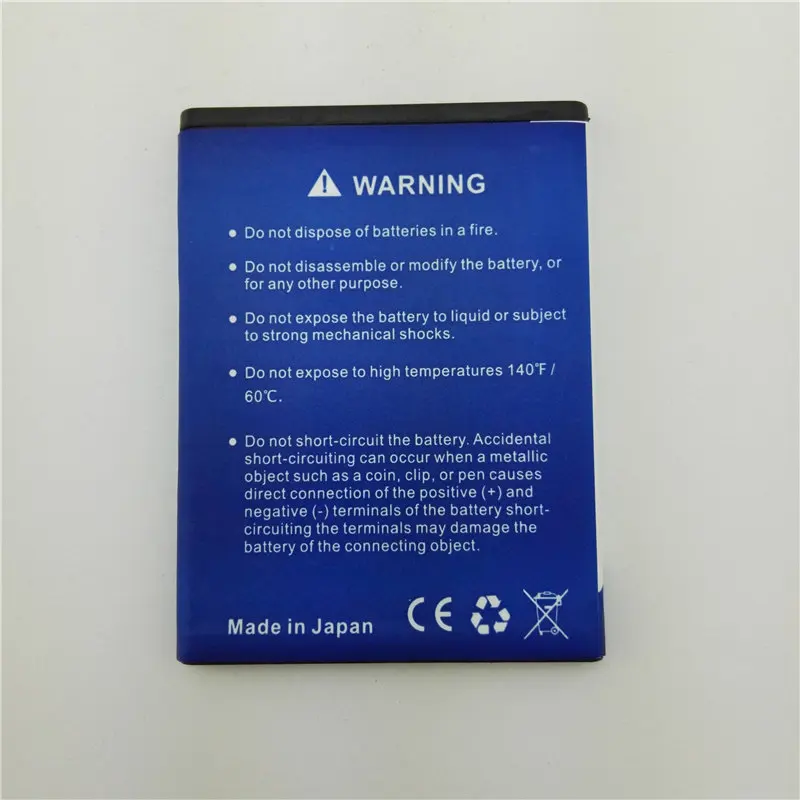 WARNING
● Do not dispose of batteries in a fire.
● Do not disassemble or modify the battery, or
for any other purpose.
● Do not expose the battery to liquid or subject
to strong mechanical shocks.
● Do not expose to high temperatures 140℉ /
60℃.
● Do not short-circuit the battery. Accidental
short-circuiting can occur when a metallic
object such as a coin, clip, or pen causes
direct connection of the positive (+) and
negative (-) terminals of the battery short-
circuiting the terminals may damage the
battery of the connecting object.
Made in Japan CE